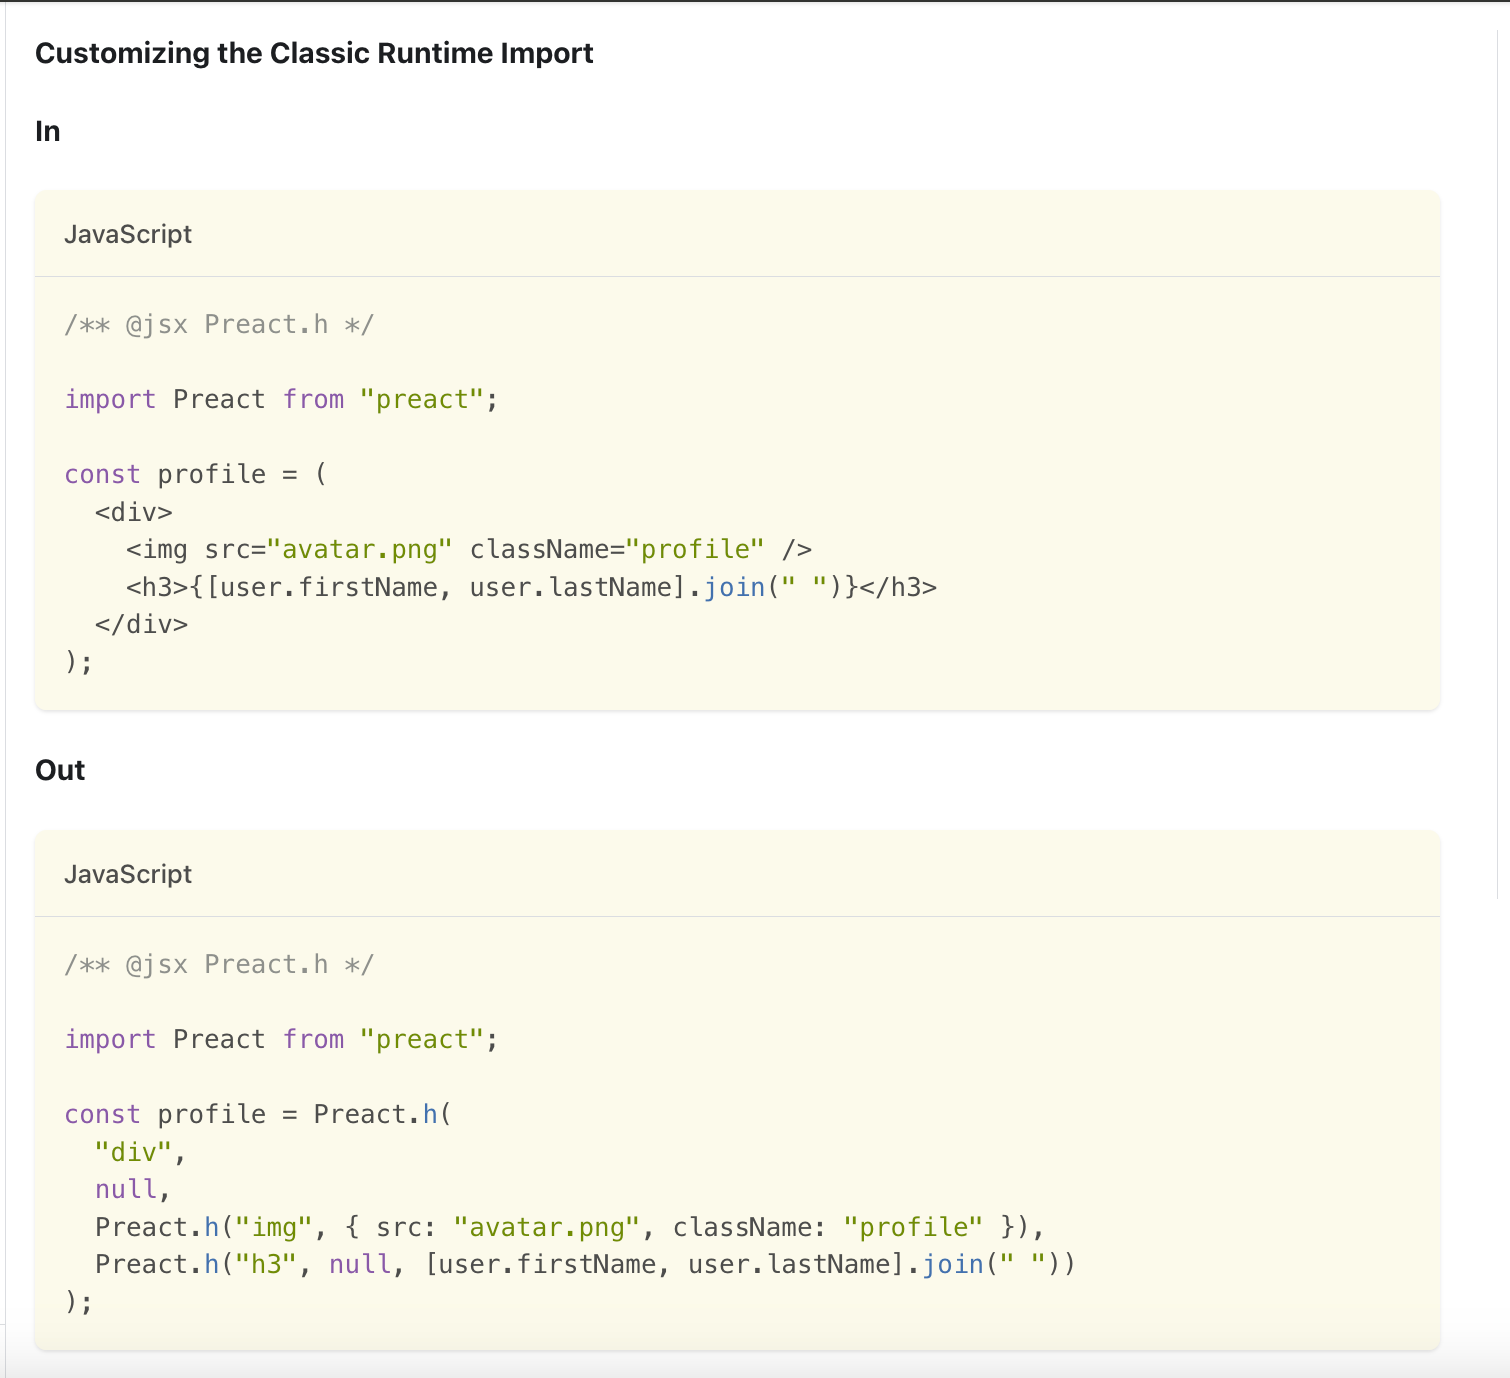 Customizing the Classic Runtime Import
In
JavaScript
/** @jsx Preact.h */
import Preact from "preact";
const profile = (
  <div>
    <img src="avatar.png" className="profile" />
    <h3>{[user.firstName, user.lastName].join(" ")}</h3>
  </div>
);
Out
JavaScript
/** @jsx Preact.h */
import Preact from "preact";
const profile = Preact.h(
  "div",
  null,
  Preact.h("img", { src: "avatar.png", className: "profile" }),
  Preact.h("h3", null, [user.firstName, user.lastName].join(" "))
);